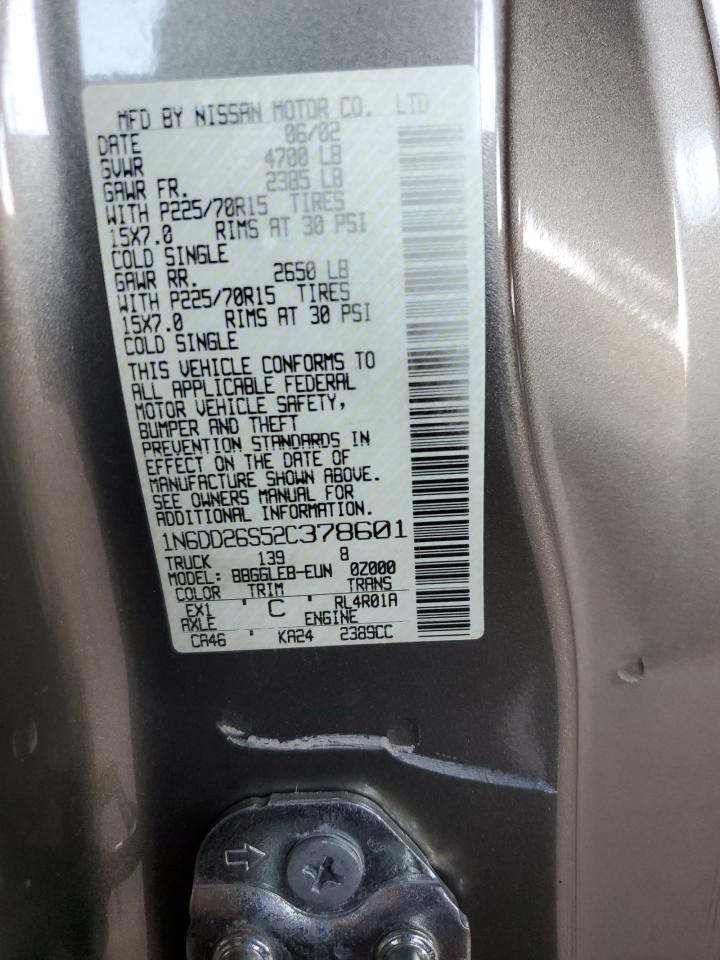 MFD BY NISSAN MOTOR CO. LTD
DATE 06/02
GVWR 4700 LB
GAWR FR. 2385 LB
WITH P225/70R15 TIRES
15X7.0 RIMS AT 30 PSI
COLD SINGLE
GAWR RR. 2650 LB
WITH P225/70R15 TIRES
15X7.0 RIMS AT 30 PSI
COLD SINGLE
THIS VEHICLE CONFORMS TO
ALL APPLICABLE FEDERAL
MOTOR VEHICLE SAFETY,
BUMPER AND THEFT
PREVENTION STANDARDS IN
EFFECT ON THE DATE OF
MANUFACTURE SHOWN ABOVE.
SEE OWNERS MANUAL FOR
ADDITIONAL INFORMATION.
1N6DD26S52C378601
TRUCK 139 8
MODEL: BBGGLEB-EUN 0Z000
COLOR TRIM TRANS
EX1 ' C ' RL4R01A
AXLE ENGINE
CA46 ' KA24 2389CC